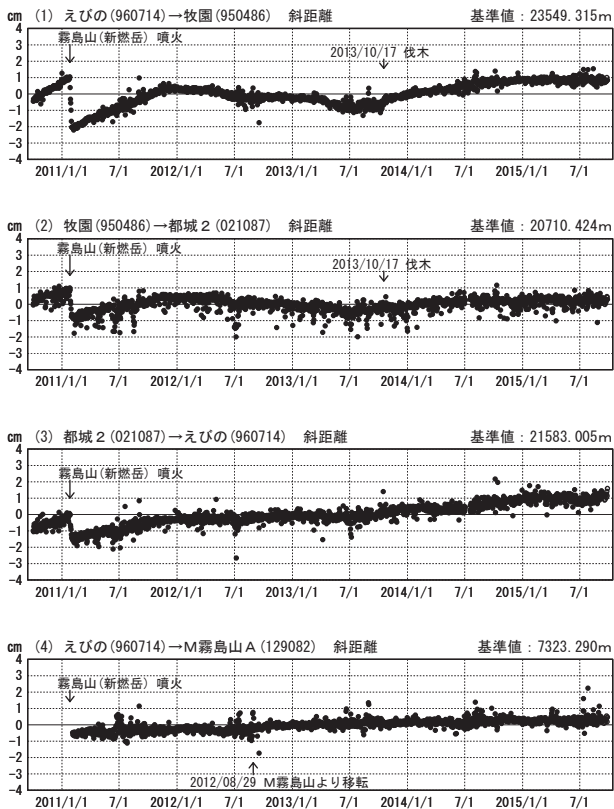 cm (1) えびの(960714)→牧園(950486) 斜距離 基準値：23549.315m
4
霧島山(新燃岳) 噴火
3
2013/10/17 伐木
2
1
0
-1
-2
-3
-4
2011/1/1 7/1 2012/1/1 7/1 2013/1/1 7/1 2014/1/1 7/1 2015/1/1 7/1
cm (2) 牧園(950486)→都城２(021087) 斜距離 基準値：20710.424m
4
霧島山(新燃岳) 噴火
3
2013/10/17 伐木
2
1
0
-1
-2
-3
-4
2011/1/1 7/1 2012/1/1 7/1 2013/1/1 7/1 2014/1/1 7/1 2015/1/1 7/1
cm (3) 都城２(021087)→えびの(960714) 斜距離 基準値：21583.005m
4
霧島山(新燃岳) 噴火
3
2
1
0
-1
-2
-3
-4
2011/1/1 7/1 2012/1/1 7/1 2013/1/1 7/1 2014/1/1 7/1 2015/1/1 7/1
cm (4) えびの(960714)→Ｍ霧島山Ａ(129082) 斜距離 基準値：7323.290m
4
霧島山(新燃岳) 噴火
3
2
1
0
-1
-2
-3
2012/08/29 Ｍ霧島山より移転
-4
2011/1/1 7/1 2012/1/1 7/1 2013/1/1 7/1 2014/1/1 7/1 2015/1/1 7/1